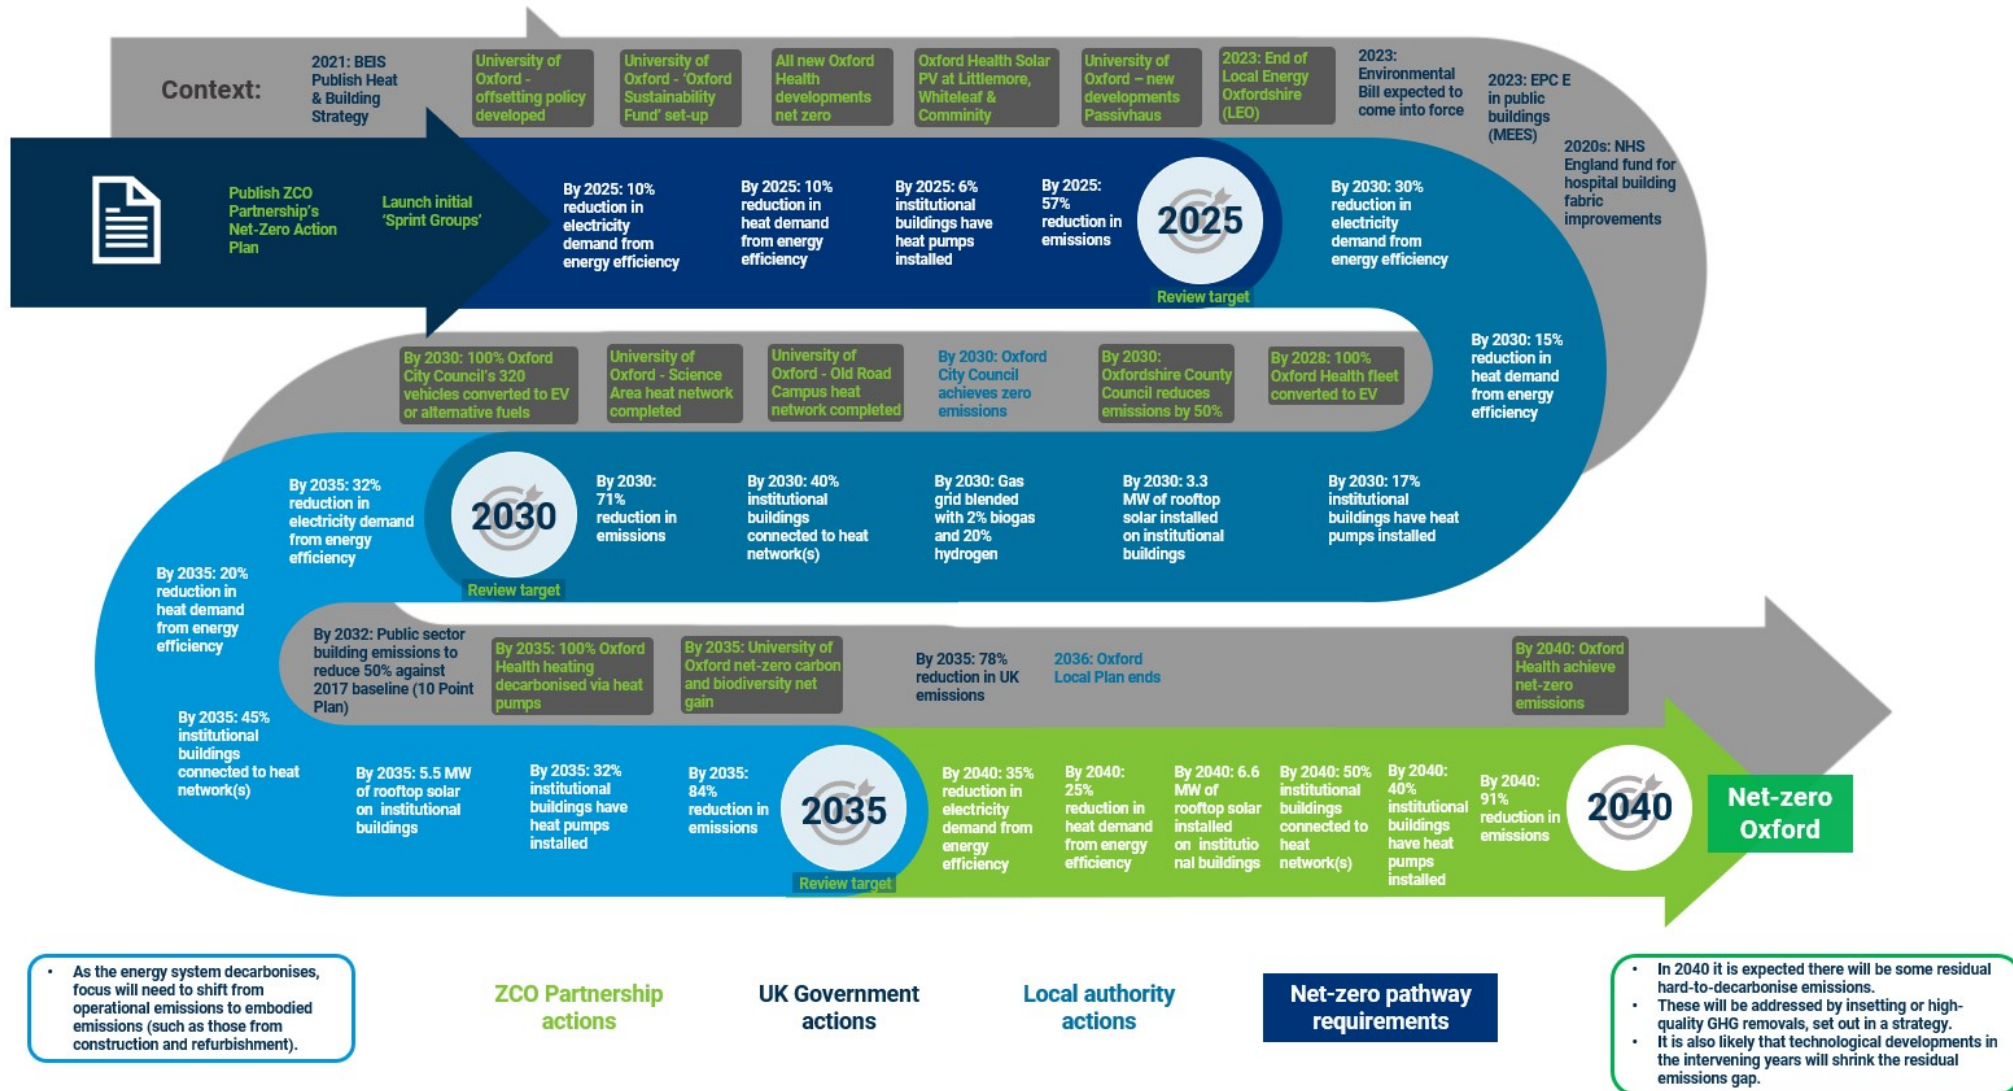 Context:
2021: BEIS
Publish Heat
& Building
Strategy
University of
Oxford -
offsetting policy
developed
University of
Oxford - 'Oxford
Sustainability
Fund' set-up
All new Oxford
Health
developments
net zero
Oxford Health Solar
PV at Littlemore,
Whiteleaf &
Comminity
University of
Oxford – new
developments
Passivhaus
2023: End of
Local Energy
Oxfordshire
(LEO)
2023:
Environmental
Bill expected to
come into force
2023: EPC E
in public
buildings
(MEES)
2020s: NHS
England fund for
hospital building
fabric
improvements
Publish ZCO
Partnership's
Net-Zero Action
Plan
Launch initial
'Sprint Groups'
By 2025: 10%
reduction in
electricity
demand from
energy efficiency
By 2025: 10%
reduction in
heat demand
from energy
efficiency
By 2025: 6%
institutional
buildings have
heat pumps
installed
By 2025:
57%
reduction in
emissions
2025
Review target
By 2030: 30%
reduction in
electricity
demand from
energy efficiency
By 2030: 15%
reduction in
heat demand
from energy
efficiency
By 2030: 100% Oxford
City Council's 320
vehicles converted to EV
or alternative fuels
University of
Oxford - Science
Area heat network
completed
University of
Oxford - Old Road
Campus heat
network completed
By 2030: Oxford
City Council
achieves zero
emissions
By 2030:
Oxfordshire County
Council reduces
emissions by 50%
By 2028: 100%
Oxford Health fleet
converted to EV
By 2035: 32%
reduction in
electricity demand
from energy
efficiency
2030
Review target
By 2030:
71%
reduction in
emissions
By 2030: 40%
institutional
buildings
connected to heat
network(s)
By 2030: Gas
grid blended
with 2% biogas
and 20%
hydrogen
By 2030: 3.3
MW of rooftop
solar installed
on institutional
buildings
By 2030: 17%
institutional
buildings have heat
pumps installed
By 2035: 20%
reduction in
heat demand
from energy
efficiency
By 2032: Public sector
building emissions to
reduce 50% against
2017 baseline (10 Point
Plan)
By 2035: 100% Oxford
Health heating
decarbonised via heat
pumps
By 2035: University of
Oxford net-zero carbon
and biodiversity net
gain
By 2035: 78%
reduction in UK
emissions
2036: Oxford
Local Plan ends
By 2040: Oxford
Health achieve
net-zero
emissions
By 2035: 45%
institutional
buildings
connected to heat
network(s)
By 2035: 5.5 MW
of rooftop solar
on institutional
buildings
By 2035: 32%
institutional
buildings have
heat pumps
installed
By 2035:
84%
reduction in
emissions
2035
Review target
By 2040: 35%
reduction in
electricity
demand from
energy
efficiency
By 2040:
25%
reduction in
heat demand
from energy
efficiency
By 2040: 6.6
MW of
rooftop solar
installed
on institutio
nal buildings
By 2040: 50%
institutional
buildings
connected to
heat
network(s)
By 2040:
40%
institutional
buildings
have heat
pumps
installed
By 2040:
91%
reduction in
emissions
2040
Net-zero
Oxford
• As the energy system decarbonises,
focus will need to shift from
operational emissions to embodied
emissions (such as those from
construction and refurbishment).
ZCO Partnership
actions
UK Government
actions
Local authority
actions
Net-zero pathway
requirements
• In 2040 it is expected there will be some residual
hard-to-decarbonise emissions.
• These will be addressed by insetting or high-
quality GHG removals, set out in a strategy.
• It is also likely that technological developments in
the intervening years will shrink the residual
emissions gap.